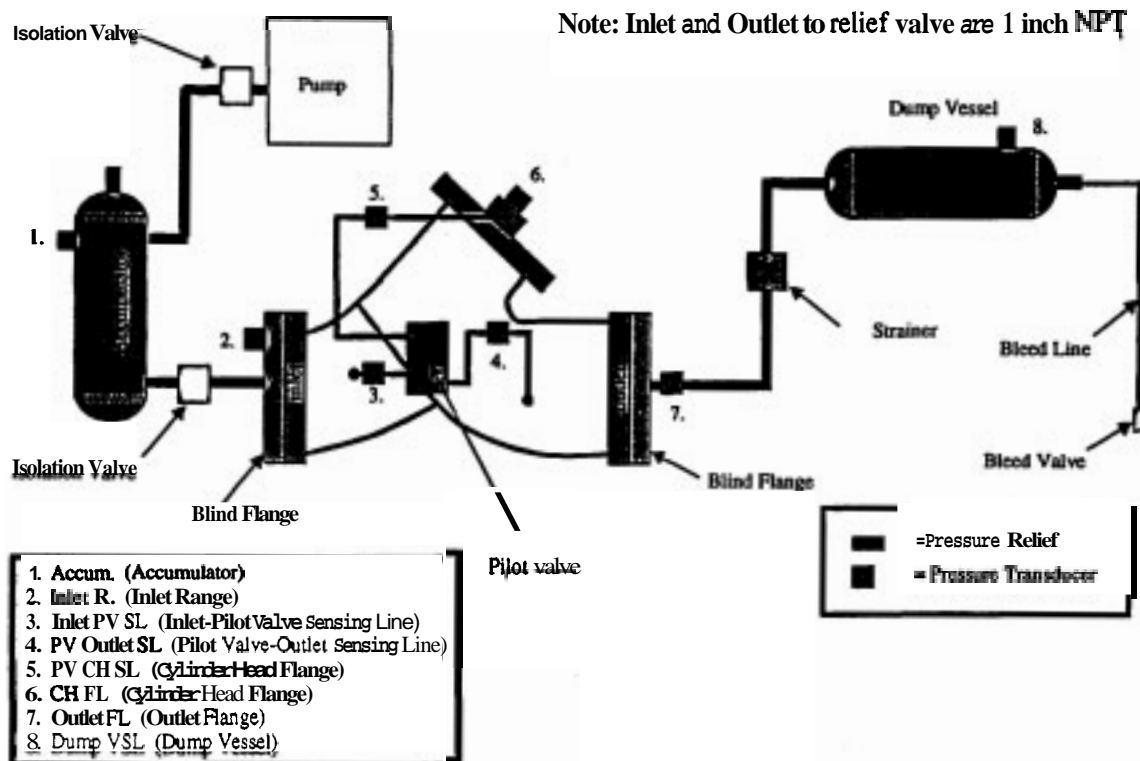 Note: Inlet and Outlet to relief valve are 1 inch NPT
Isolation Valve
Pump
Dump Vessel
8.
6.
5.
1.
2.
3.
4.
7.
Strainer
Bleed Line
Isolation Valve
Blind Flange
Blind Flange
Bleed Valve
Pilot valve
=Pressure Relief
= Pressure Transducer
1. Accum. (Accumulator)
2. Inlet R. (Inlet Range)
3. Inlet PV SL (Inlet-Pilot Valve Sensing Line)
4. PV Outlet SL (Pilot Valve-Outlet Sensing Line)
5. PV CH SL (Cylinder Head Flange)
6. CH FL (Cylinder Head Flange)
7. Outlet FL (Outlet Flange)
8. Dump VSL (Dump Vessel)